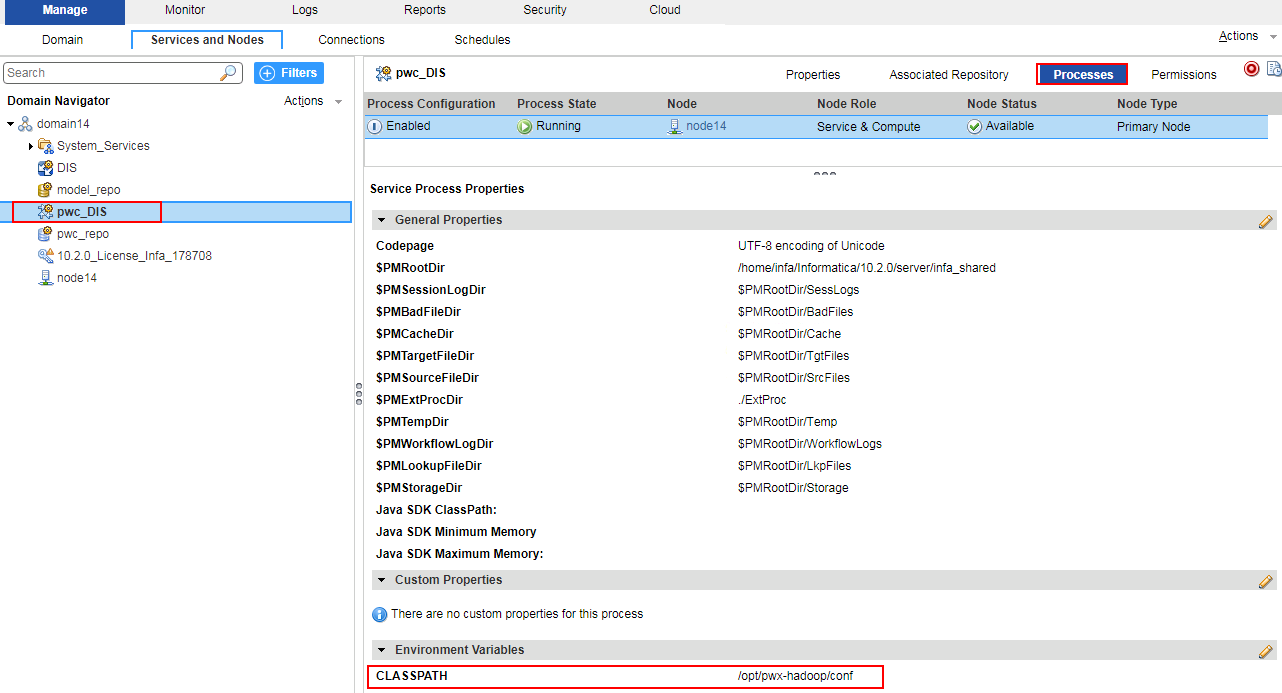 Manage Monitor Logs Reports Security Cloud
Domain Services and Nodes Connections Schedules Actions
Search Filters
Domain Navigator Actions
domain14
System_Services
DIS
model_repo
pwc_DIS
pwc_repo
10.2.0_License_Infa_178708
node14
pwc_DIS Properties Associated Repository Processes Permissions
Process Configuration Process State Node Node Role Node Status Node Type
Enabled Running node14 Service & Compute Available Primary Node
Service Process Properties
General Properties
Codepage UTF-8 encoding of Unicode
$PMRootDir /home/infa/Informatica/10.2.0/server/infa_shared
$PMSessionLogDir $PMRootDir/SessLogs
$PMBadFileDir $PMRootDir/BadFiles
$PMCacheDir $PMRootDir/Cache
$PMTargetFileDir $PMRootDir/TgtFiles
$PMSourceFileDir $PMRootDir/SrcFiles
$PMExtProcDir ./ExtProc
$PMTempDir $PMRootDir/Temp
$PMWorkflowLogDir $PMRootDir/WorkflowLogs
$PMLookupFileDir $PMRootDir/LkpFiles
$PMStorageDir $PMRootDir/Storage
Java SDK ClassPath:
Java SDK Minimum Memory
Java SDK Maximum Memory:
Custom Properties
There are no custom properties for this process
Environment Variables
CLASSPATH /opt/pwx-hadoop/conf